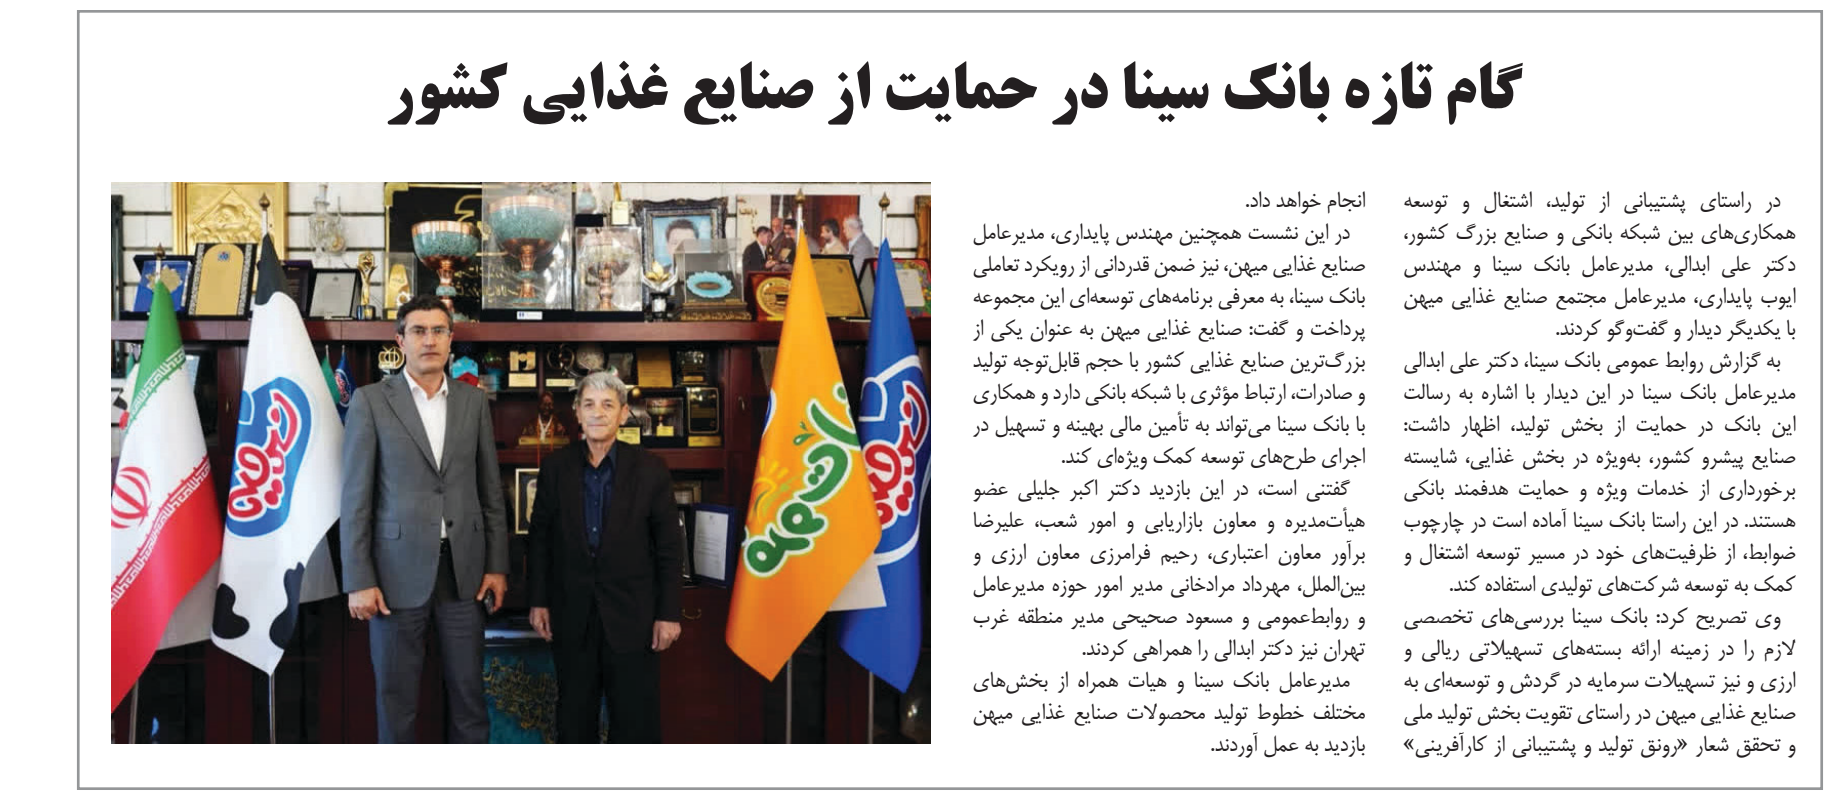 گام تازه بانک سینا در حمایت از صنایع غذایی کشور
در راستای پشتیبانی از تولید، اشتغال و توسعه
همکاری‌های بین شبکه بانکی و صنایع بزرگ کشور،
دکتر علی ابدالی، مدیرعامل بانک سینا و مهندس
ایوب پایداری، مدیرعامل مجتمع صنایع غذایی میهن
با یکدیگر دیدار و گفت‌وگو کردند.
به گزارش روابط عمومی بانک سینا، دکتر علی ابدالی
مدیرعامل بانک سینا در این دیدار با اشاره به رسالت
این بانک در حمایت از بخش تولید، اظهار داشت:
صنایع پیشرو کشور، به‌ویژه در بخش غذایی، شایسته
برخورداری از خدمات ویژه و حمایت هدفمند بانکی
هستند. در این راستا بانک سینا آماده است در چارچوب
ضوابط، از ظرفیت‌های خود در مسیر توسعه اشتغال و
کمک به توسعه شرکت‌های تولیدی استفاده کند.
وی تصریح کرد: بانک سینا بررسی‌های تخصصی
لازم را در زمینه ارائه بسته‌های تسهیلاتی ریالی و
ارزی و نیز تسهیلات سرمایه در گردش و توسعه‌ای به
صنایع غذایی میهن در راستای تقویت بخش تولید ملی
و تحقق شعار «رونق تولید و پشتیبانی از کارآفرینی»
انجام خواهد داد.
در این نشست همچنین مهندس پایداری، مدیرعامل
صنایع غذایی میهن، نیز ضمن قدردانی از رویکرد تعاملی
بانک سینا، به معرفی برنامه‌های توسعه‌ای این مجموعه
پرداخت و گفت: صنایع غذایی میهن به عنوان یکی از
بزرگ‌ترین صنایع غذایی کشور با حجم قابل‌توجه تولید
و صادرات، ارتباط مؤثری با شبکه بانکی دارد و همکاری
با بانک سینا می‌تواند به تأمین مالی بهینه و تسهیل در
اجرای طرح‌های توسعه کمک ویژه‌ای کند.
گفتنی است، در این بازدید دکتر اکبر جلیلی عضو
هیأت‌مدیره و معاون بازاریابی و امور شعب، علیرضا
برآور معاون اعتباری، رحیم فرامرزی معاون ارزی و
بین‌الملل، مهرداد مرادخانی مدیر امور حوزه مدیرعامل
و روابط‌عمومی و مسعود صحیحی مدیر منطقه غرب
تهران نیز دکتر ابدالی را همراهی کردند.
مدیرعامل بانک سینا و هیات همراه از بخش‌های
مختلف خطوط تولید محصولات صنایع غذایی میهن
بازدید به عمل آوردند.
میهن